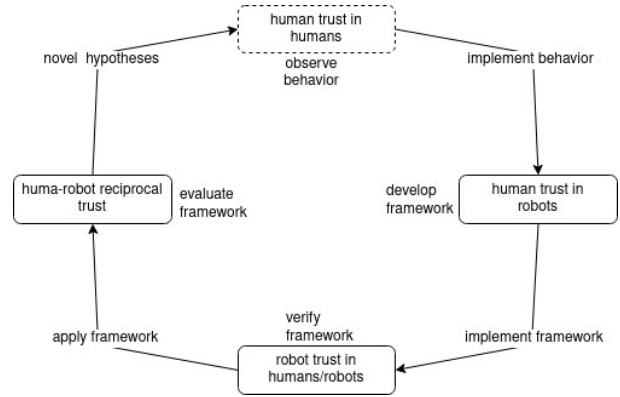 human trust in
humans
observe
behavior
novel hypotheses
implement behavior
huma-robot reciprocal
trust
evaluate
framework
develop
framework
human trust in
robots
verify
framework
apply framework
implement framework
robot trust in
humans/robots